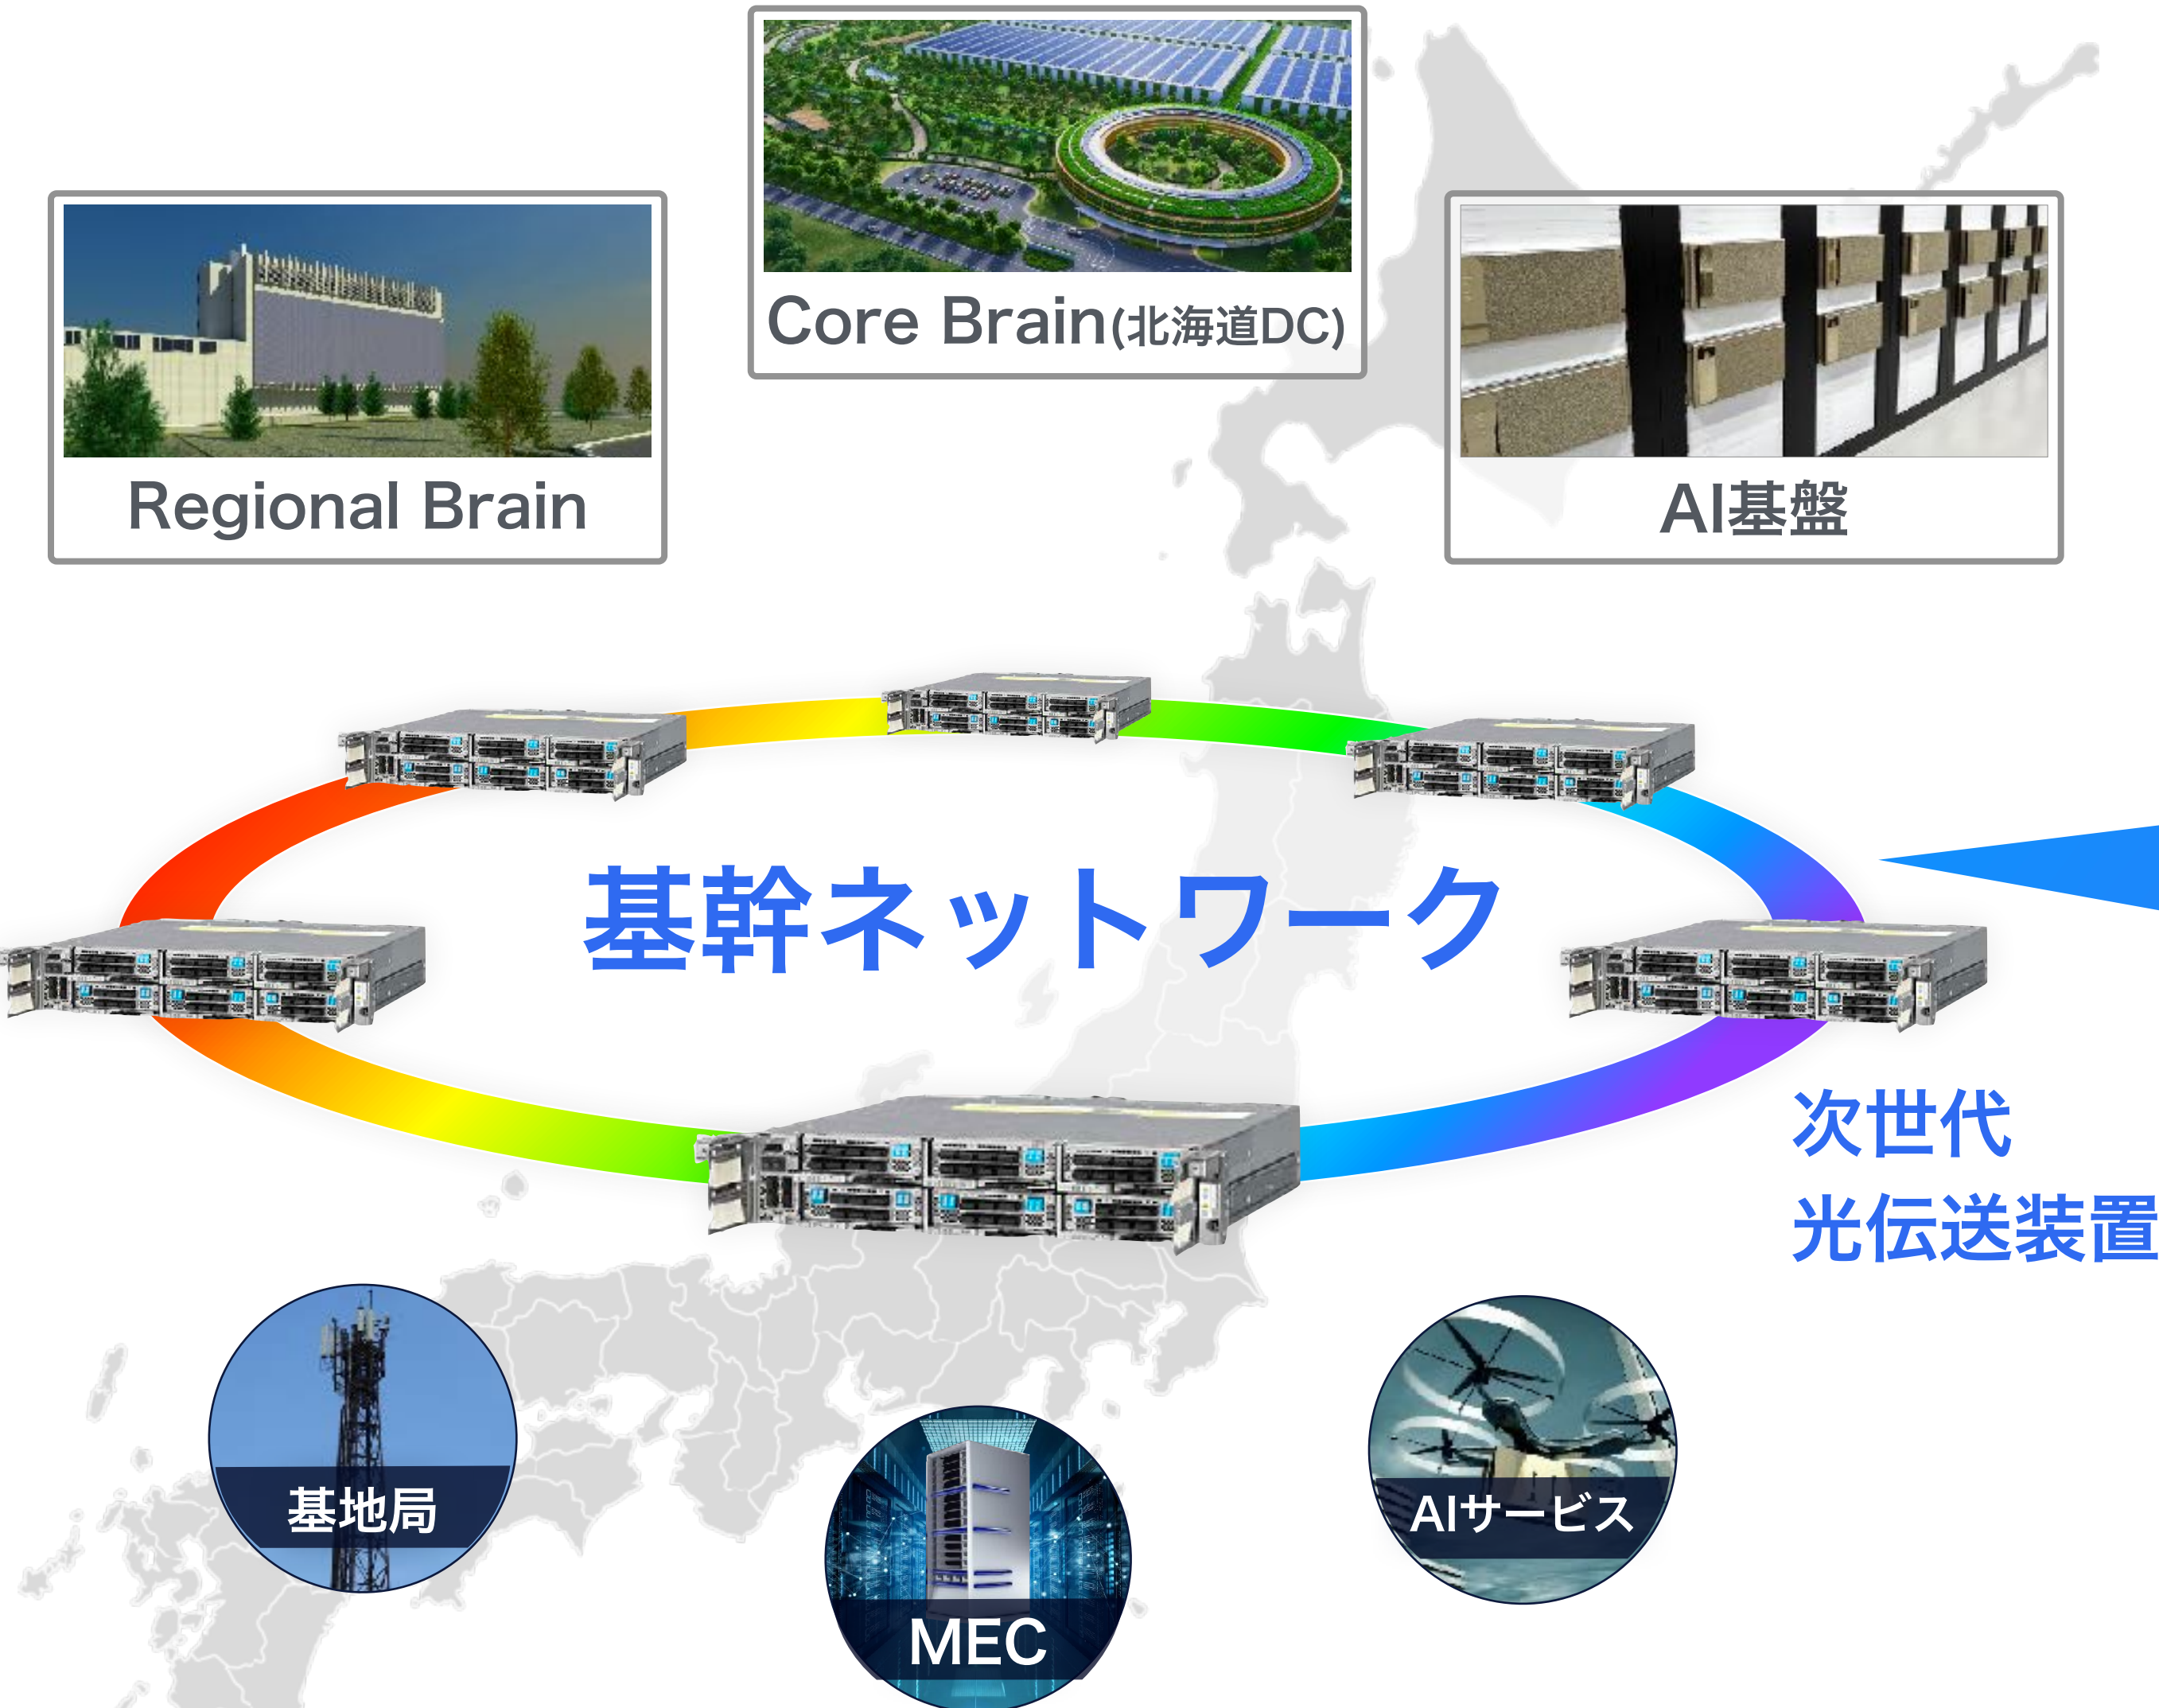 Core Brain(北海道DC)
Regional Brain
AI基盤
基幹ネットワーク
次世代
光伝送装置
基地局
AIサービス
MEC